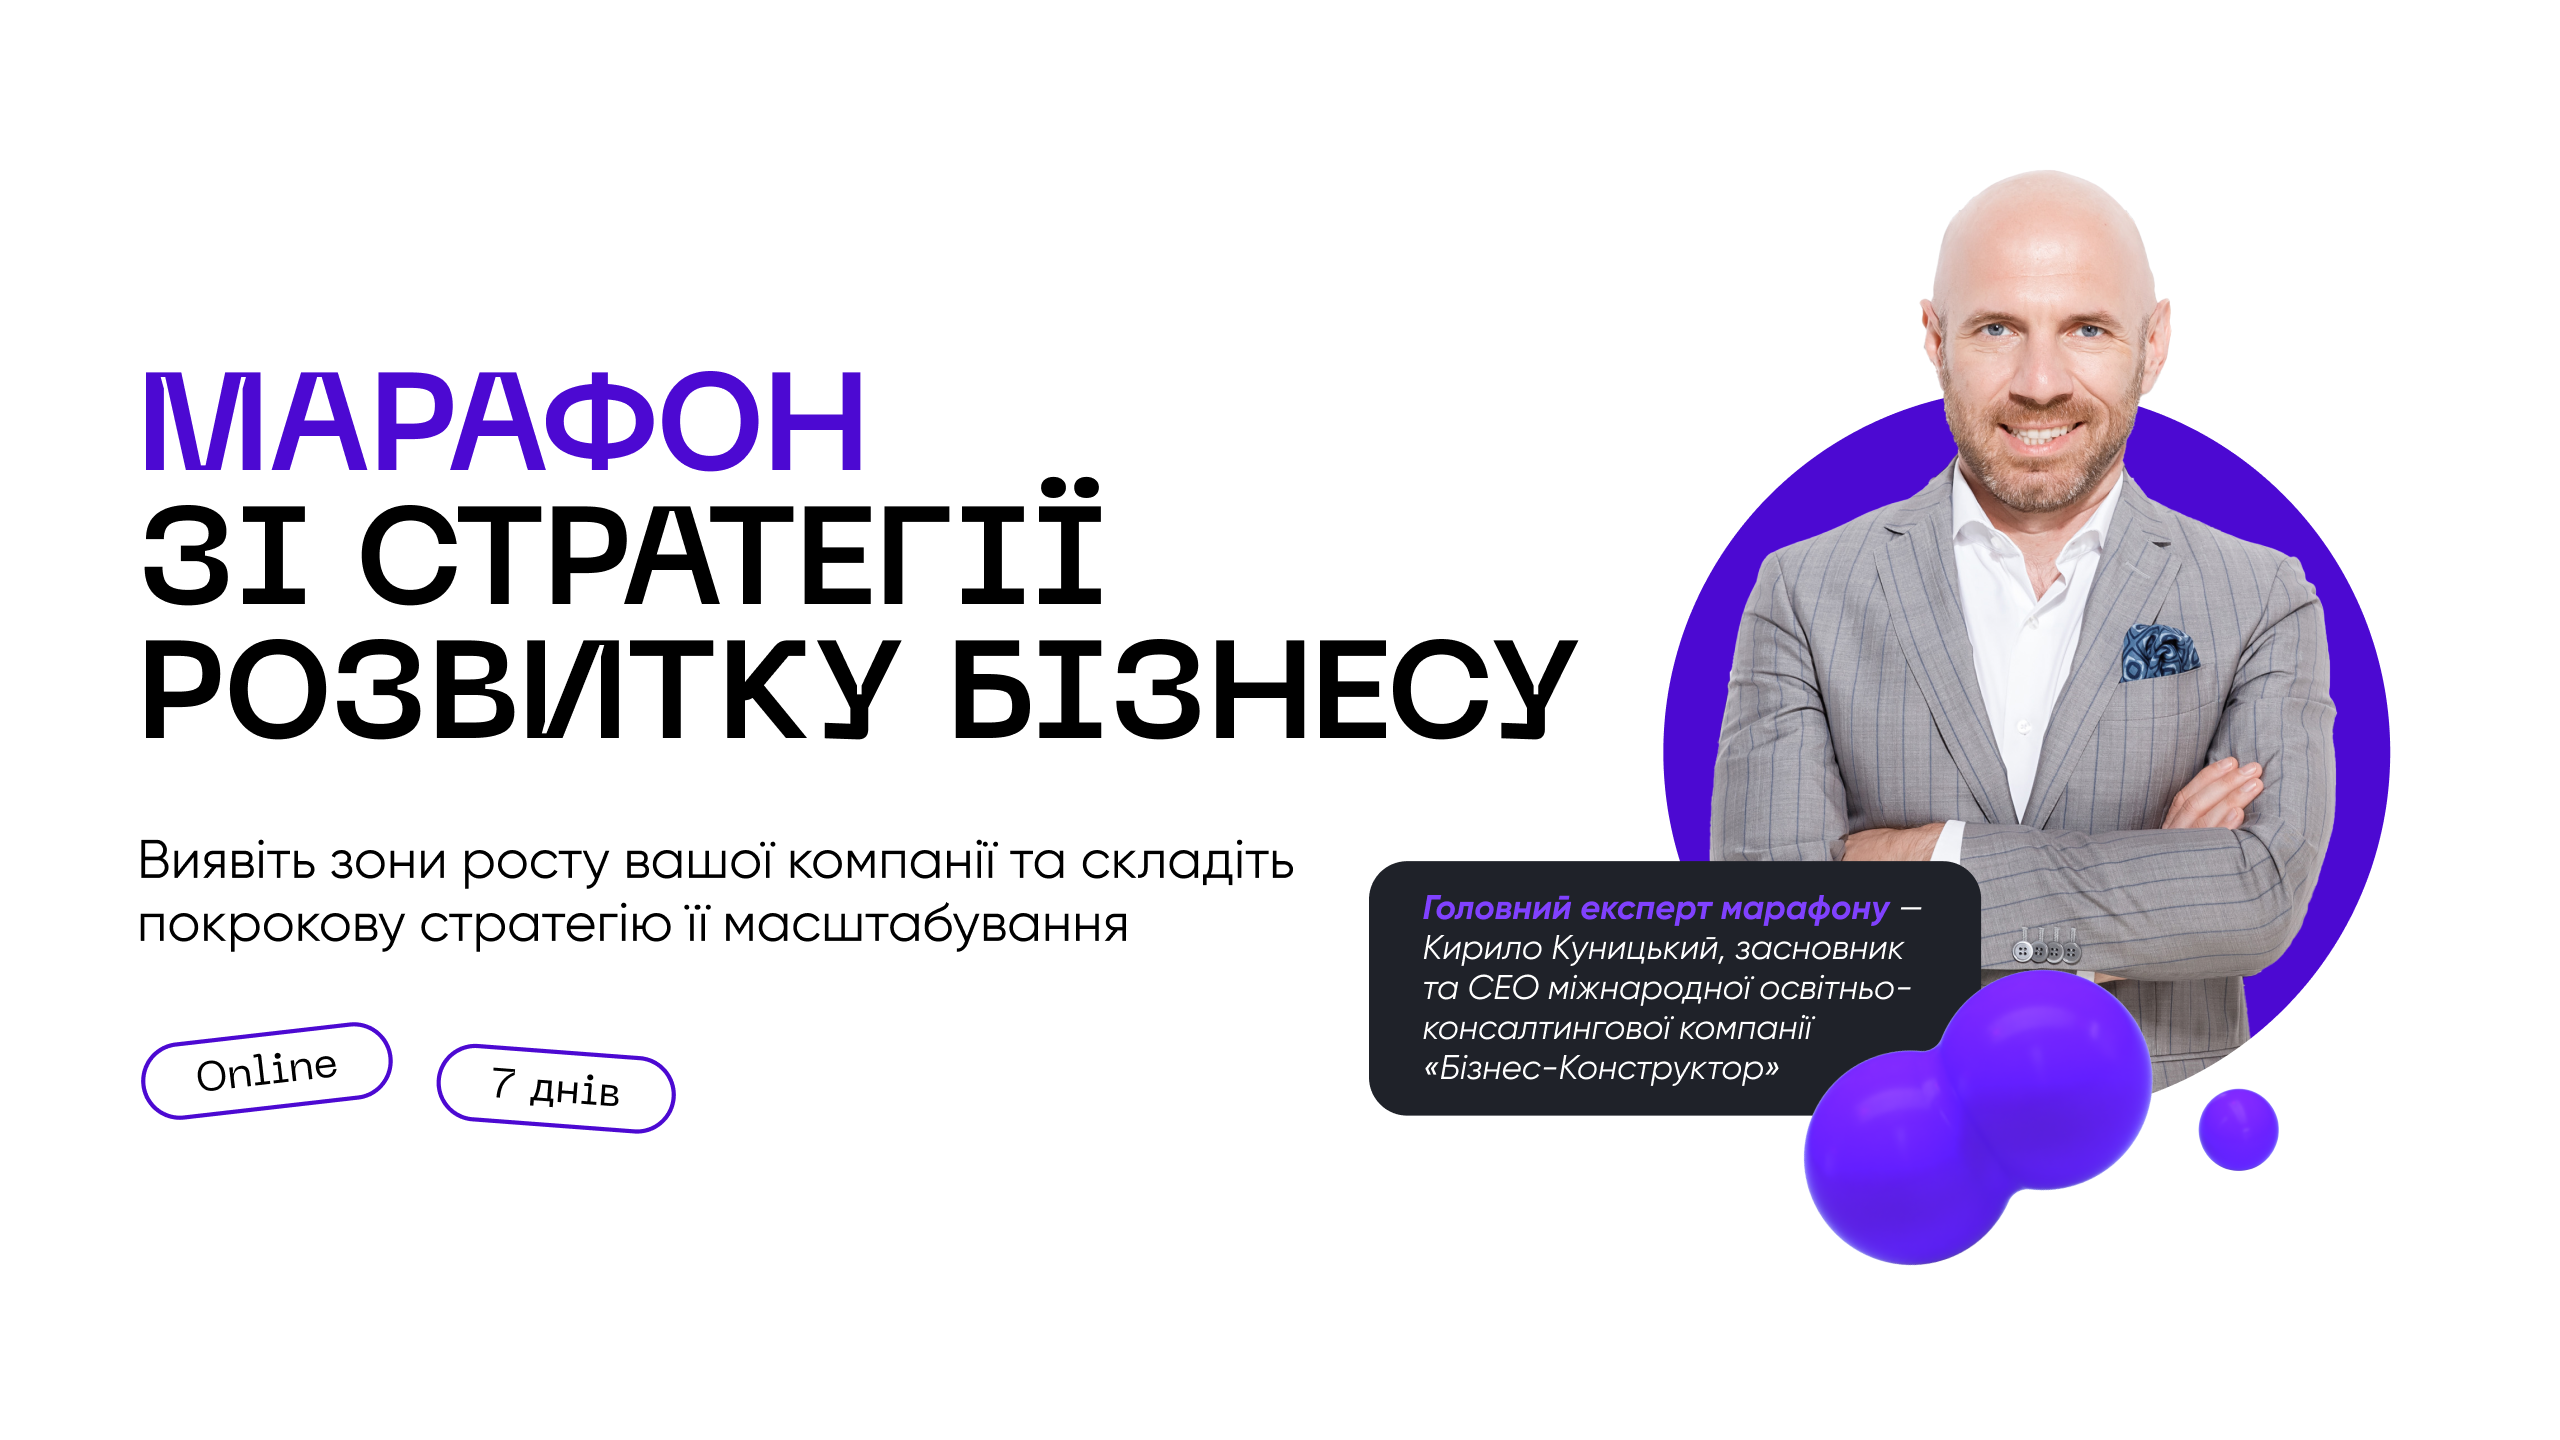 МАРАФОН
ЗІ СТРАТЕГІЇ
РОЗВИТКУ БІЗНЕСУ
Виявіть зони росту вашої компанії та складіть
покрокову стратегію її масштабування
Online
7 днів
Головний експерт марафону –
Кирило Куницький, засновник
та СЕО міжнародної освітньо-
консалтингової компанії
«Бізнес-Конструктор»